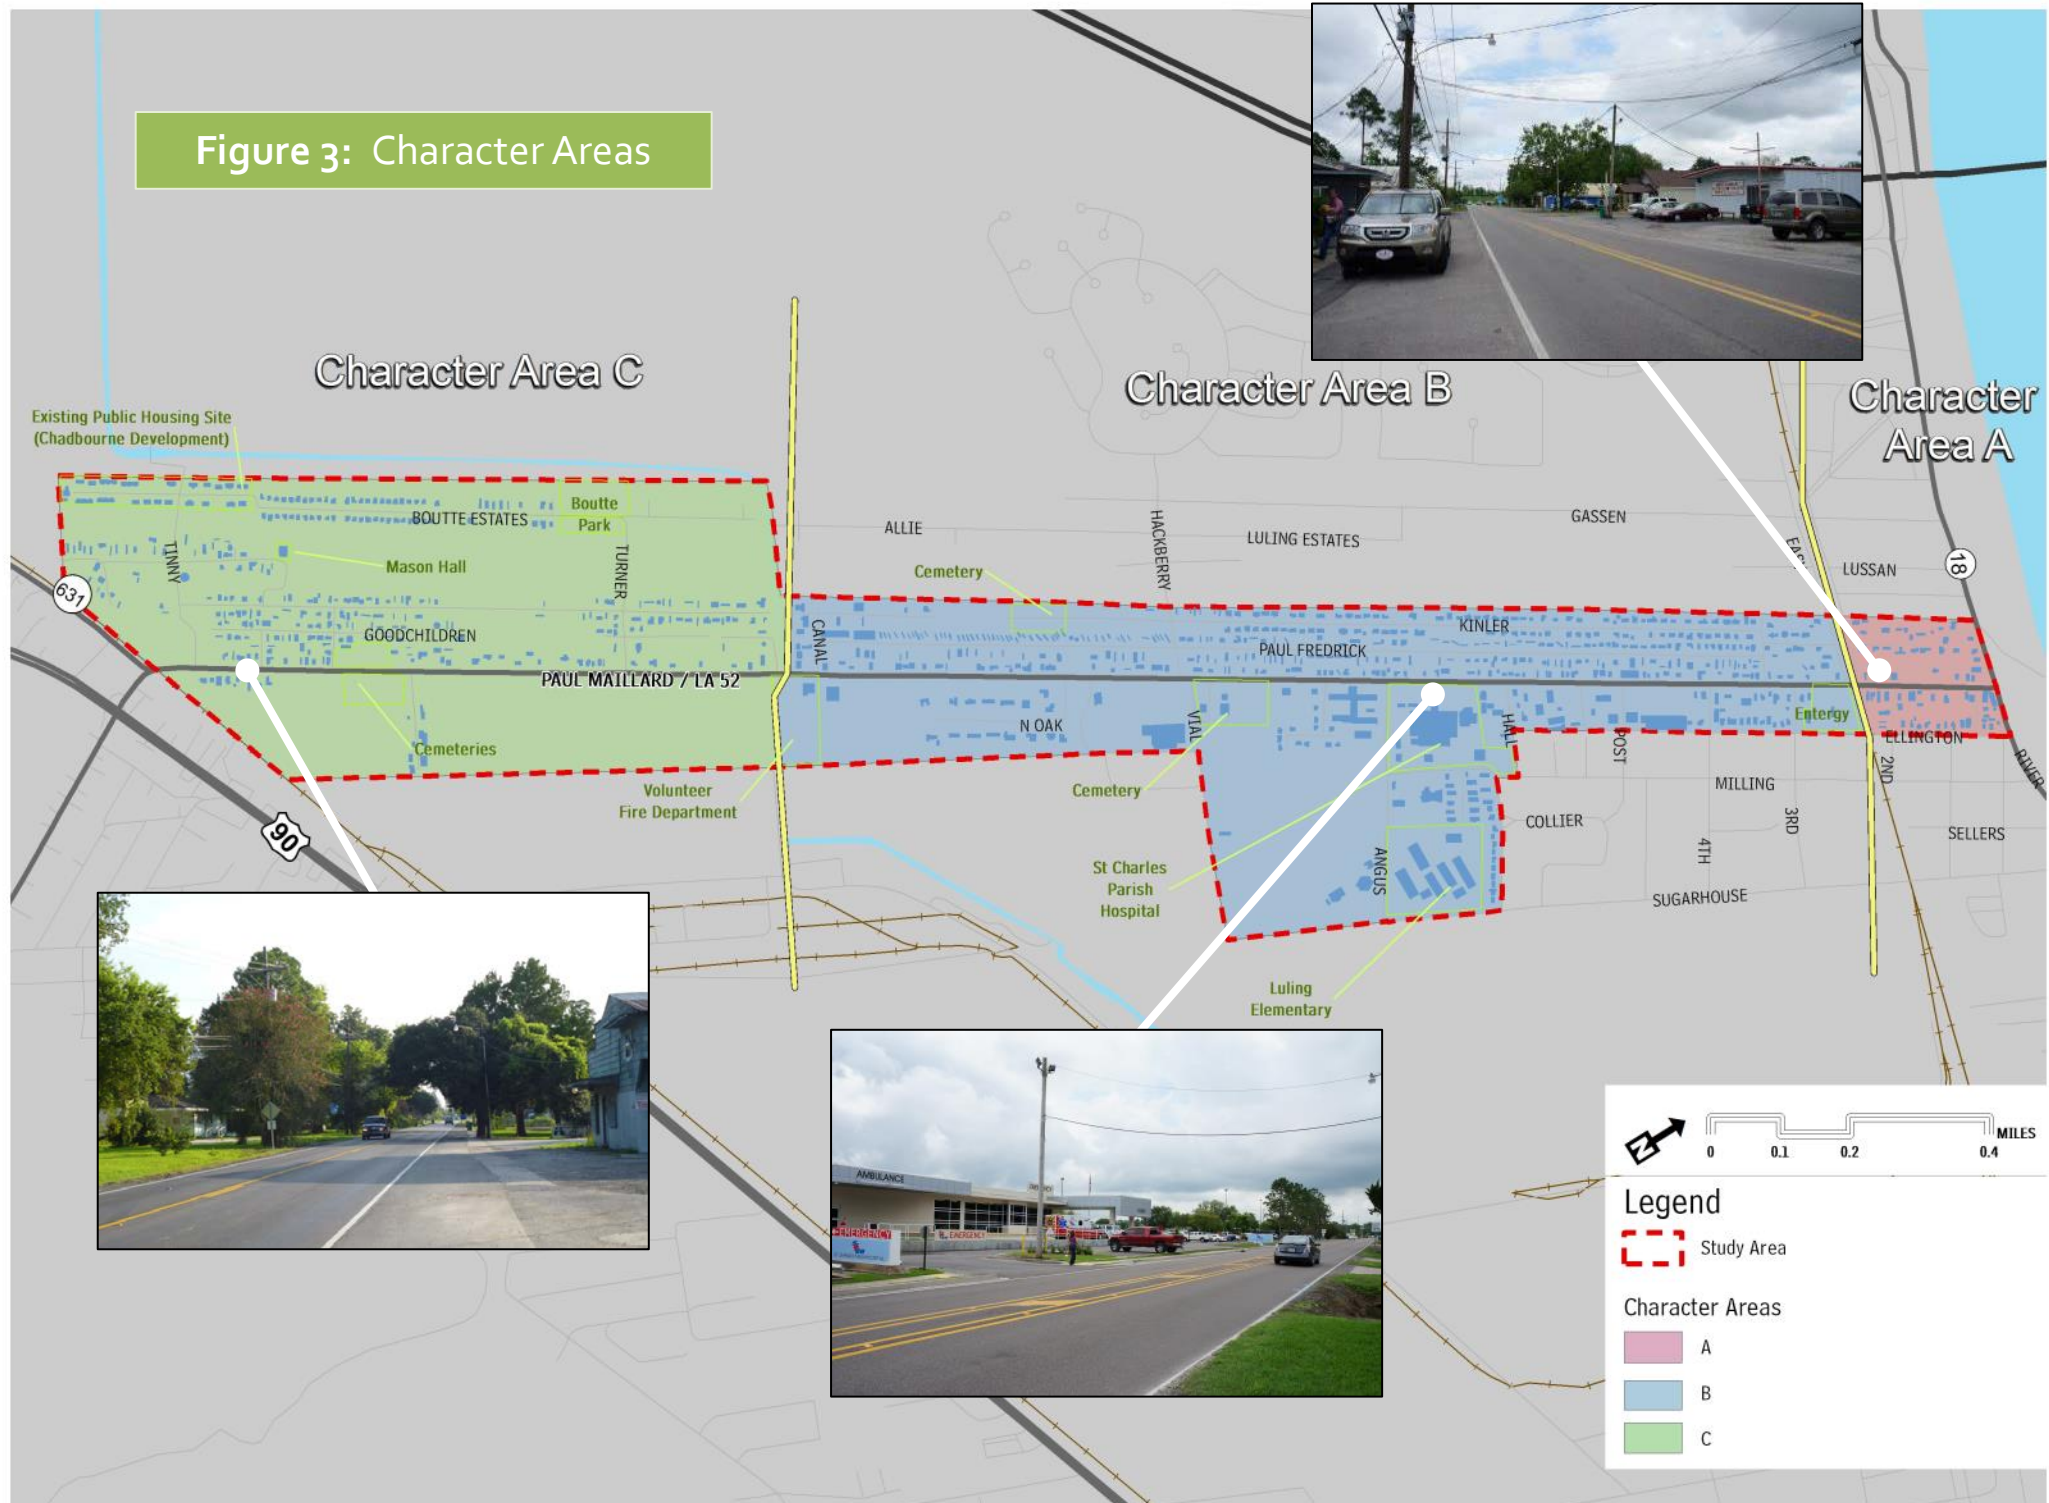 Figure 3: Character Areas
Character Area C
Character Area B
Character
Area A
Existing Public Housing Site
(Chadbourne Development)
Boutte
Park
BOUTTE ESTATES
TINNY
TURNER
Mason Hall
631
GOODCHILDREN
PAUL MAILLARD / LA 52
Cemeteries
90
Volunteer
Fire Department
CANAL
ALLIE
Cemetery
HACKBERRY
LULING ESTATES
GASSEN
LUSSAN
18
KINLER
PAUL FREDRICK
N OAK
VIAL
Cemetery
HALL
POST
Entergy
ELLINGTON
2ND
RIVER
MILLING
COLLIER
3RD
4TH
SELLERS
SUGARHOUSE
ANGUS
St Charles
Parish
Hospital
Luling
Elementary
AMBULANCE
EMERGENCY
EMERGENCY
N
0 0.1 0.2 0.4 MILES
Legend
Study Area
Character Areas
A
B
C